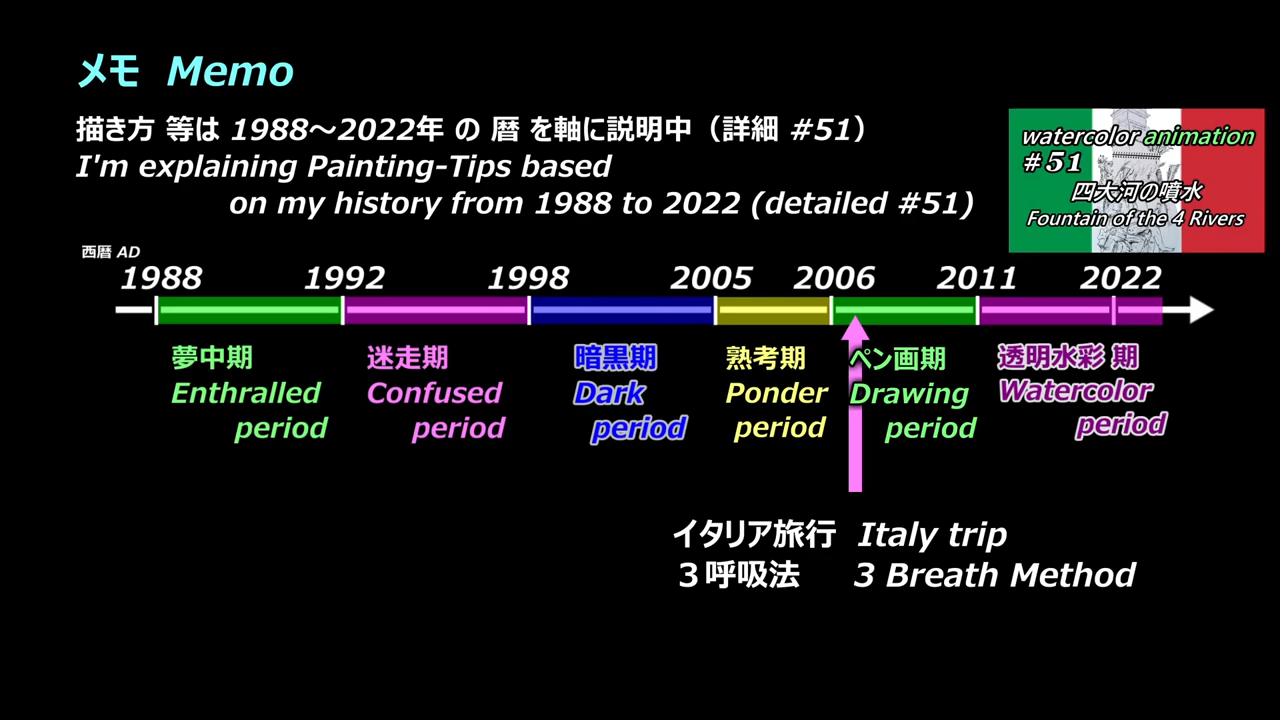 メモ Memo
描き方 等は 1988～2022年 の 暦 を軸に説明中（詳細 #51）
I'm explaining Painting-Tips based
on my history from 1988 to 2022 (detailed #51)
watercolor animation
#51
四大河の噴水
Fountain of the 4 Rivers
西暦 AD
1988 1992 1998 2005 2006 2011 2022
夢中期 迷走期 暗黒期 熟考期 ペン画期 透明水彩 期
Enthralled Confused Dark Ponder Drawing Watercolor
period period period period period period
イタリア旅行 Italy trip
３呼吸法 3 Breath Method